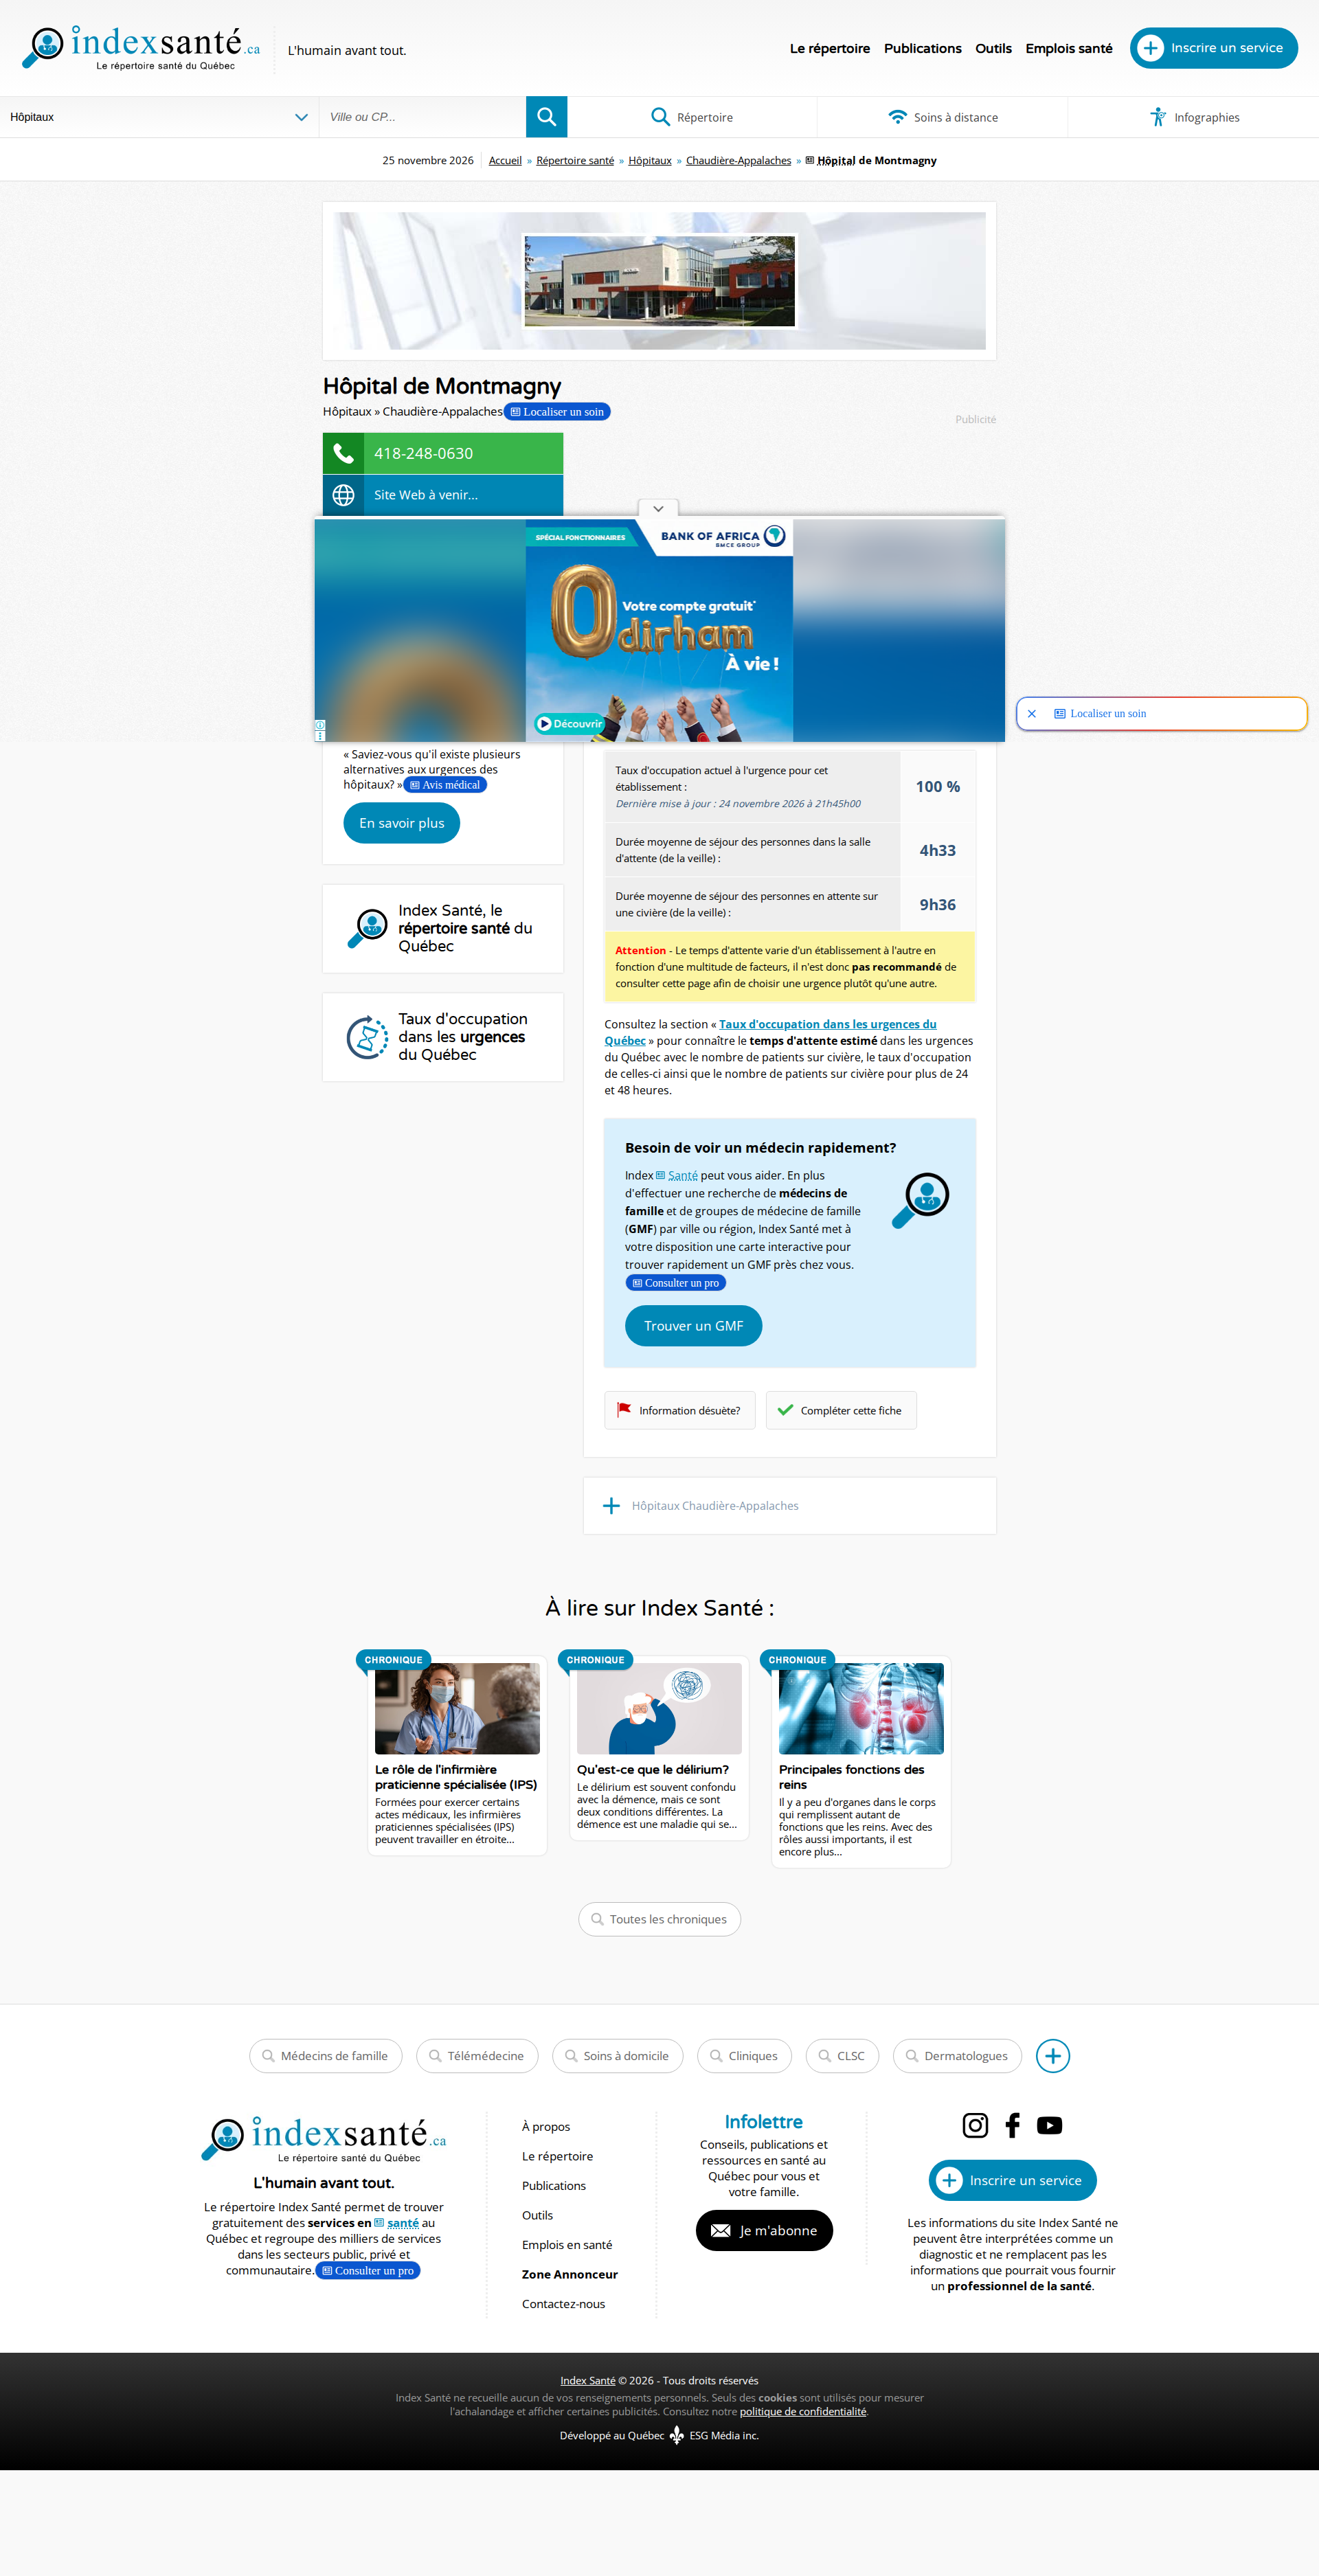 indexsanté.ca
Le répertoire santé du Québec
L'humain avant tout.
Le répertoire
Publications
Outils
Emplois santé
Inscrire un service
Hôpitaux
Ville ou CP...
Répertoire
Soins à distance
Infographies
25 novembre 2026
Accueil » Répertoire santé » Hôpitaux » Chaudière-Appalaches » Hôpital de Montmagny
Hôpital de Montmagny
Hôpitaux » Chaudière-Appalaches Localiser un soin
Publicité
418-248-0630
Site Web à venir...
SPÉCIAL FONCTIONNAIRES
BANK OF AFRICA
BMCE GROUP
Votre compte gratuit*
0 dirham
À vie !
Découvrir
Localiser un soin
« Saviez-vous qu'il existe plusieurs
alternatives aux urgences des
hôpitaux? » Avis médical
En savoir plus
Index Santé, le
répertoire santé du
Québec
Taux d'occupation
dans les urgences
du Québec
Taux d'occupation actuel à l'urgence pour cet
établissement :
Dernière mise à jour : 24 novembre 2026 à 21h45h00
100 %
Durée moyenne de séjour des personnes dans la salle
d'attente (de la veille) :
4h33
Durée moyenne de séjour des personnes en attente sur
une civière (de la veille) :
9h36
Attention - Le temps d'attente varie d'un établissement à l'autre en
fonction d'une multitude de facteurs, il n'est donc pas recommandé de
consulter cette page afin de choisir une urgence plutôt qu'une autre.
Consultez la section « Taux d'occupation dans les urgences du
Québec » pour connaître le temps d'attente estimé dans les urgences
du Québec avec le nombre de patients sur civière, le taux d'occupation
de celles-ci ainsi que le nombre de patients sur civière pour plus de 24
et 48 heures.
Besoin de voir un médecin rapidement?
Index Santé peut vous aider. En plus
d'effectuer une recherche de médecins de
famille et de groupes de médecine de famille
(GMF) par ville ou région, Index Santé met à
votre disposition une carte interactive pour
trouver rapidement un GMF près chez vous.
Consulter un pro
Trouver un GMF
Information désuète?
Compléter cette fiche
Hôpitaux Chaudière-Appalaches
À lire sur Index Santé :
CHRONIQUE
Le rôle de l'infirmière
praticienne spécialisée (IPS)
Formées pour exercer certains
actes médicaux, les infirmières
praticiennes spécialisées (IPS)
peuvent travailler en étroite...
CHRONIQUE
Qu'est-ce que le délirium?
Le délirium est souvent confondu
avec la démence, mais ce sont
deux conditions différentes. La
démence est une maladie qui se...
CHRONIQUE
Principales fonctions des
reins
Il y a peu d'organes dans le corps
qui remplissent autant de
fonctions que les reins. Avec des
rôles aussi importants, il est
encore plus...
Toutes les chroniques
Médecins de famille
Télémédecine
Soins à domicile
Cliniques
CLSC
Dermatologues
indexsanté.ca
Le répertoire santé du Québec
L'humain avant tout.
Le répertoire Index Santé permet de trouver
gratuitement des services en santé au
Québec et regroupe des milliers de services
dans les secteurs public, privé et
communautaire. Consulter un pro
À propos
Le répertoire
Publications
Outils
Emplois en santé
Zone Annonceur
Contactez-nous
Infolettre
Conseils, publications et
ressources en santé au
Québec pour vous et
votre famille.
Je m'abonne
Inscrire un service
Les informations du site Index Santé ne
peuvent être interprétées comme un
diagnostic et ne remplacent pas les
informations que pourrait vous fournir
un professionnel de la santé.
Index Santé © 2026 - Tous droits réservés
Index Santé ne recueille aucun de vos renseignements personnels. Seuls des cookies sont utilisés pour mesurer
l'achalandage et afficher certaines publicités. Consultez notre politique de confidentialité.
Développé au Québec ESG Média inc.